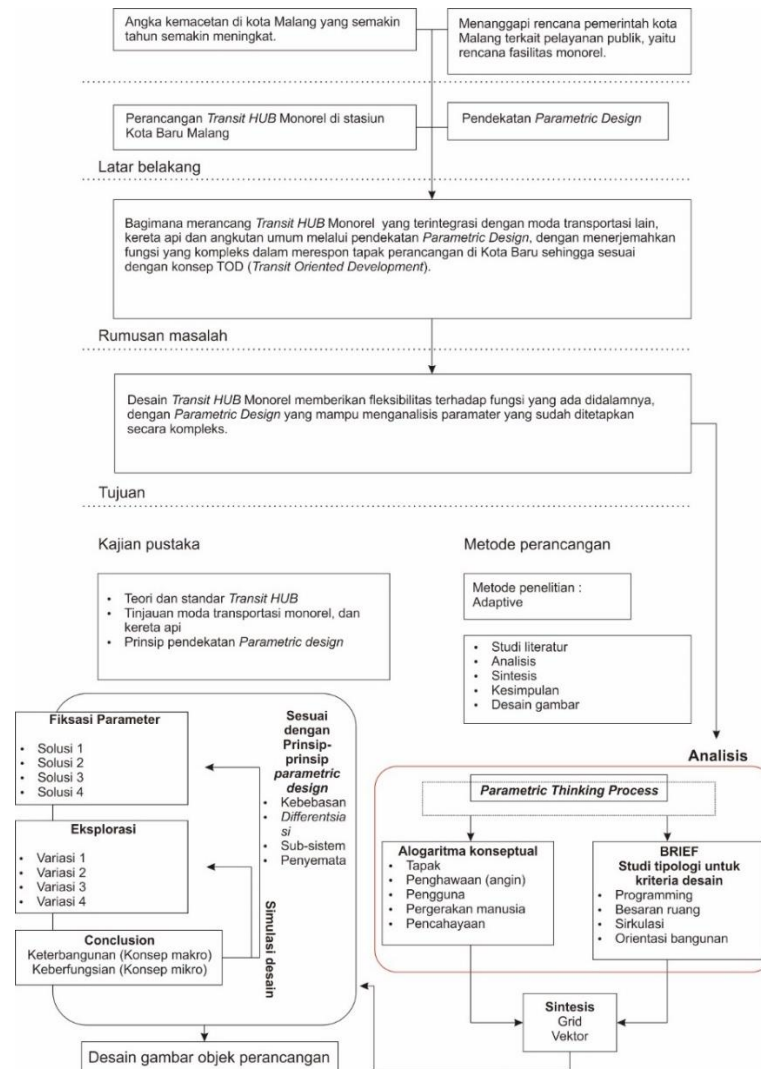 Angka kemacetan di kota Malang yang semakin
tahun semakin meningkat.
Menanggapi rencana pemerintah kota
Malang terkait pelayanan publik, yaitu
rencana fasilitas monorel.
Perancangan Transit HUB Monorel di stasiun
Kota Baru Malang
Pendekatan Parametric Design
Latar belakang
Bagimana merancang Transit HUB Monorel yang terintegrasi dengan moda transportasi lain,
kereta api dan angkutan umum melalui pendekatan Parametric Design, dengan menerjemahkan
fungsi yang kompleks dalam merespon tapak perancangan di Kota Baru sehingga sesuai
dengan konsep TOD (Transit Oriented Development).
Rumusan masalah
Desain Transit HUB Monorel memberikan fleksibilitas terhadap fungsi yang ada didalamnya,
dengan Parametric Design yang mampu menganalisis paramater yang sudah ditetapkan
secara kompleks.
Tujuan
Kajian pustaka
• Teori dan standar Transit HUB
• Tinjauan moda transportasi monorel, dan
kereta api
• Prinsip pendekatan Parametric design
Metode perancangan
Metode penelitian :
Adaptive
• Studi literatur
• Analisis
• Sintesis
• Kesimpulan
• Desain gambar
Analisis
Parametric Thinking Process
Alogaritma konseptual
• Tapak
• Penghawaan (angin)
• Pengguna
• Pergerakan manusia
• Pencahayaan
BRIEF
Studi tipologi untuk
kriteria desain
• Programming
• Besaran ruang
• Sirkulasi
• Orientasi bangunan
Sintesis
Grid
Vektor
Fiksasi Parameter
• Solusi 1
• Solusi 2
• Solusi 3
• Solusi 4
Eksplorasi
• Variasi 1
• Variasi 2
• Variasi 3
• Variasi 4
Conclusion
Keterbangunan (Konsep makro)
Keberfungsian (Konsep mikro)
Simulasi desain
Sesuai
dengan
Prinsip-
prinsip
parametric
design
• Kebebasan
• Differentsia
si
• Sub-sistem
• Penyemata
Desain gambar objek perancangan